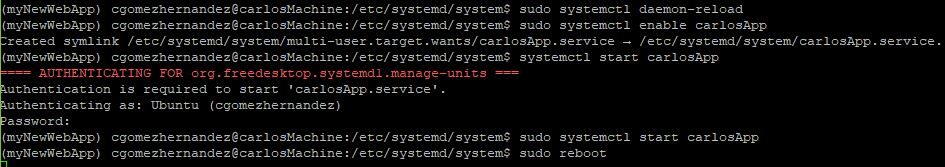 (myNewWebApp) cgomezhernandez@carlosMachine:/etc/systemd/system$ sudo systemctl daemon-reload
(myNewWebApp) cgomezhernandez@carlosMachine:/etc/systemd/system$ sudo systemctl enable carlosApp
Created symlink /etc/systemd/system/multi-user.target.wants/carlosApp.service → /etc/systemd/system/carlosApp.service.
(myNewWebApp) cgomezhernandez@carlosMachine:/etc/systemd/system$ systemctl start carlosApp
==== AUTHENTICATING FOR org.freedesktop.systemd1.manage-units ===
Authentication is required to start 'carlosApp.service'.
Authenticating as: Ubuntu (cgomezhernandez)
Password:
(myNewWebApp) cgomezhernandez@carlosMachine:/etc/systemd/system$ sudo systemctl start carlosApp
(myNewWebApp) cgomezhernandez@carlosMachine:/etc/systemd/system$ sudo reboot